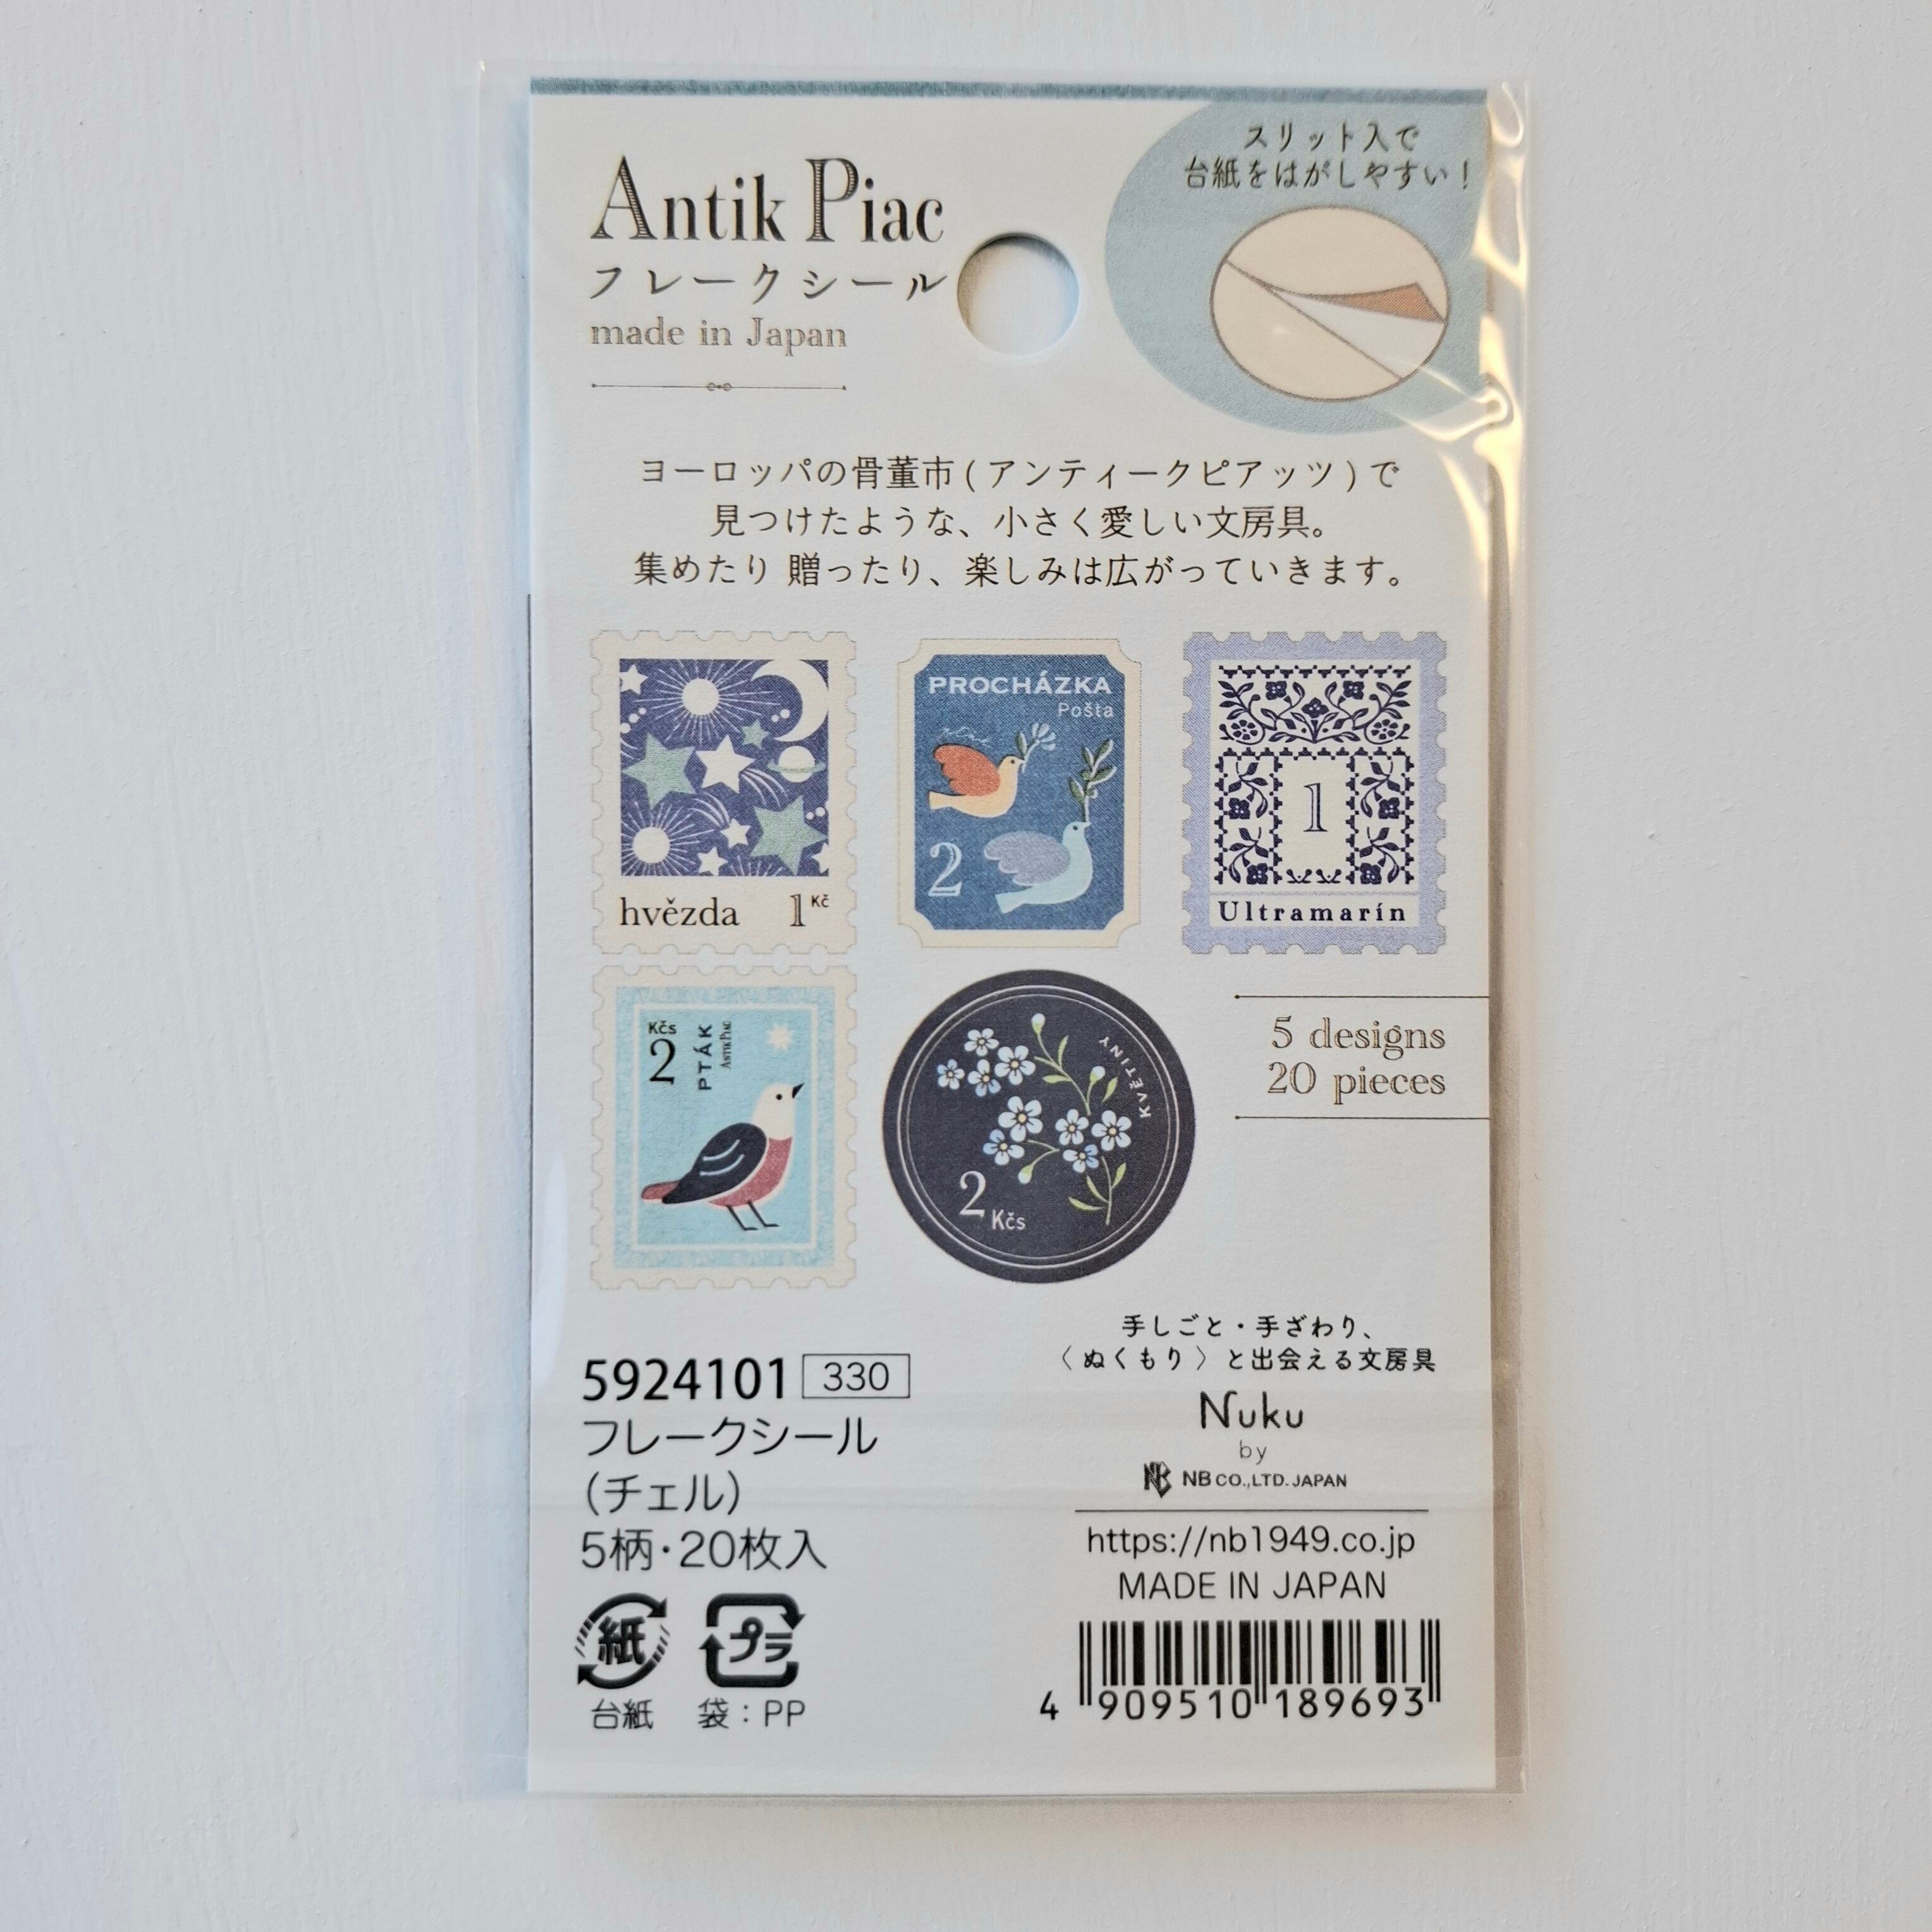 Antik Piac
フレークシール
made in Japan
スリット入で
台紙をはがしやすい！
ヨーロッパの骨董市(アンティークピアッツ)で
見つけたような、小さく愛しい文房具。
集めたり 贈ったり、楽しみは広がっていきます。
hvězda 1 Kč
PROCHÁZKA
Pošta
2
1
Ultramarín
Kčs
2
PTÁK
ANTIK PIAC
KVĚTINY
2 Kčs
5 designs
20 pieces
5924101 330
フレークシール
(チェル)
5柄・20枚入
紙
台紙
プラ
袋：PP
手しごと・手ざわり、
〈ぬくもり〉と出会える文房具
Nuku
by
NB NB CO.,LTD. JAPAN
https://nb1949.co.jp
MADE IN JAPAN
4 909510 189693